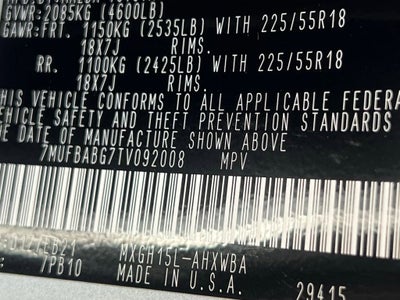 GVWR: 2085KG (4600LB)
GAWR:FRT. 1150KG (2535LB) WITH 225/55R18
18X7J RIMS.
RR. 1100KG (2425LB) WITH 225/55R18
18X7J RIMS.
THIS VEHICLE CONFORMS TO ALL APPLICABLE FEDERA
VEHICLE SAFETY AND THEFT PREVENTION STANDARDS
THE DATE OF MANUFACTURE SHOWN ABOVE
7MUFBABG7TV092008 MPV
MXGH15L-AHXWBA
7PB10 MADE IN U.S.A. 29415